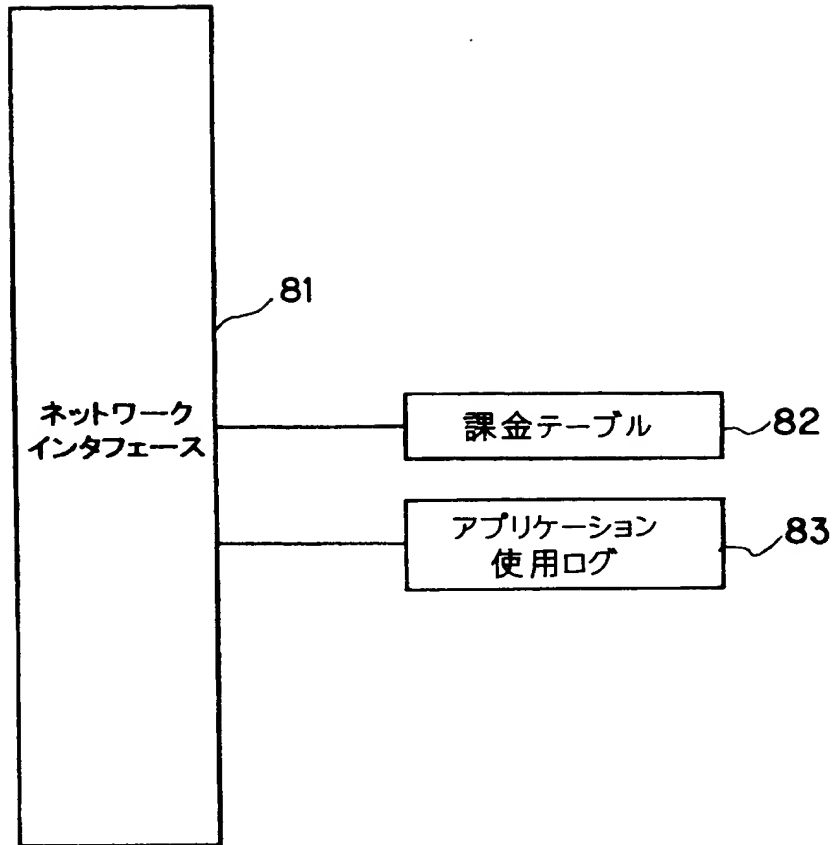 81
ネットワーク
インタフェース
課金テーブル
82
アプリケーション
使用ログ
83